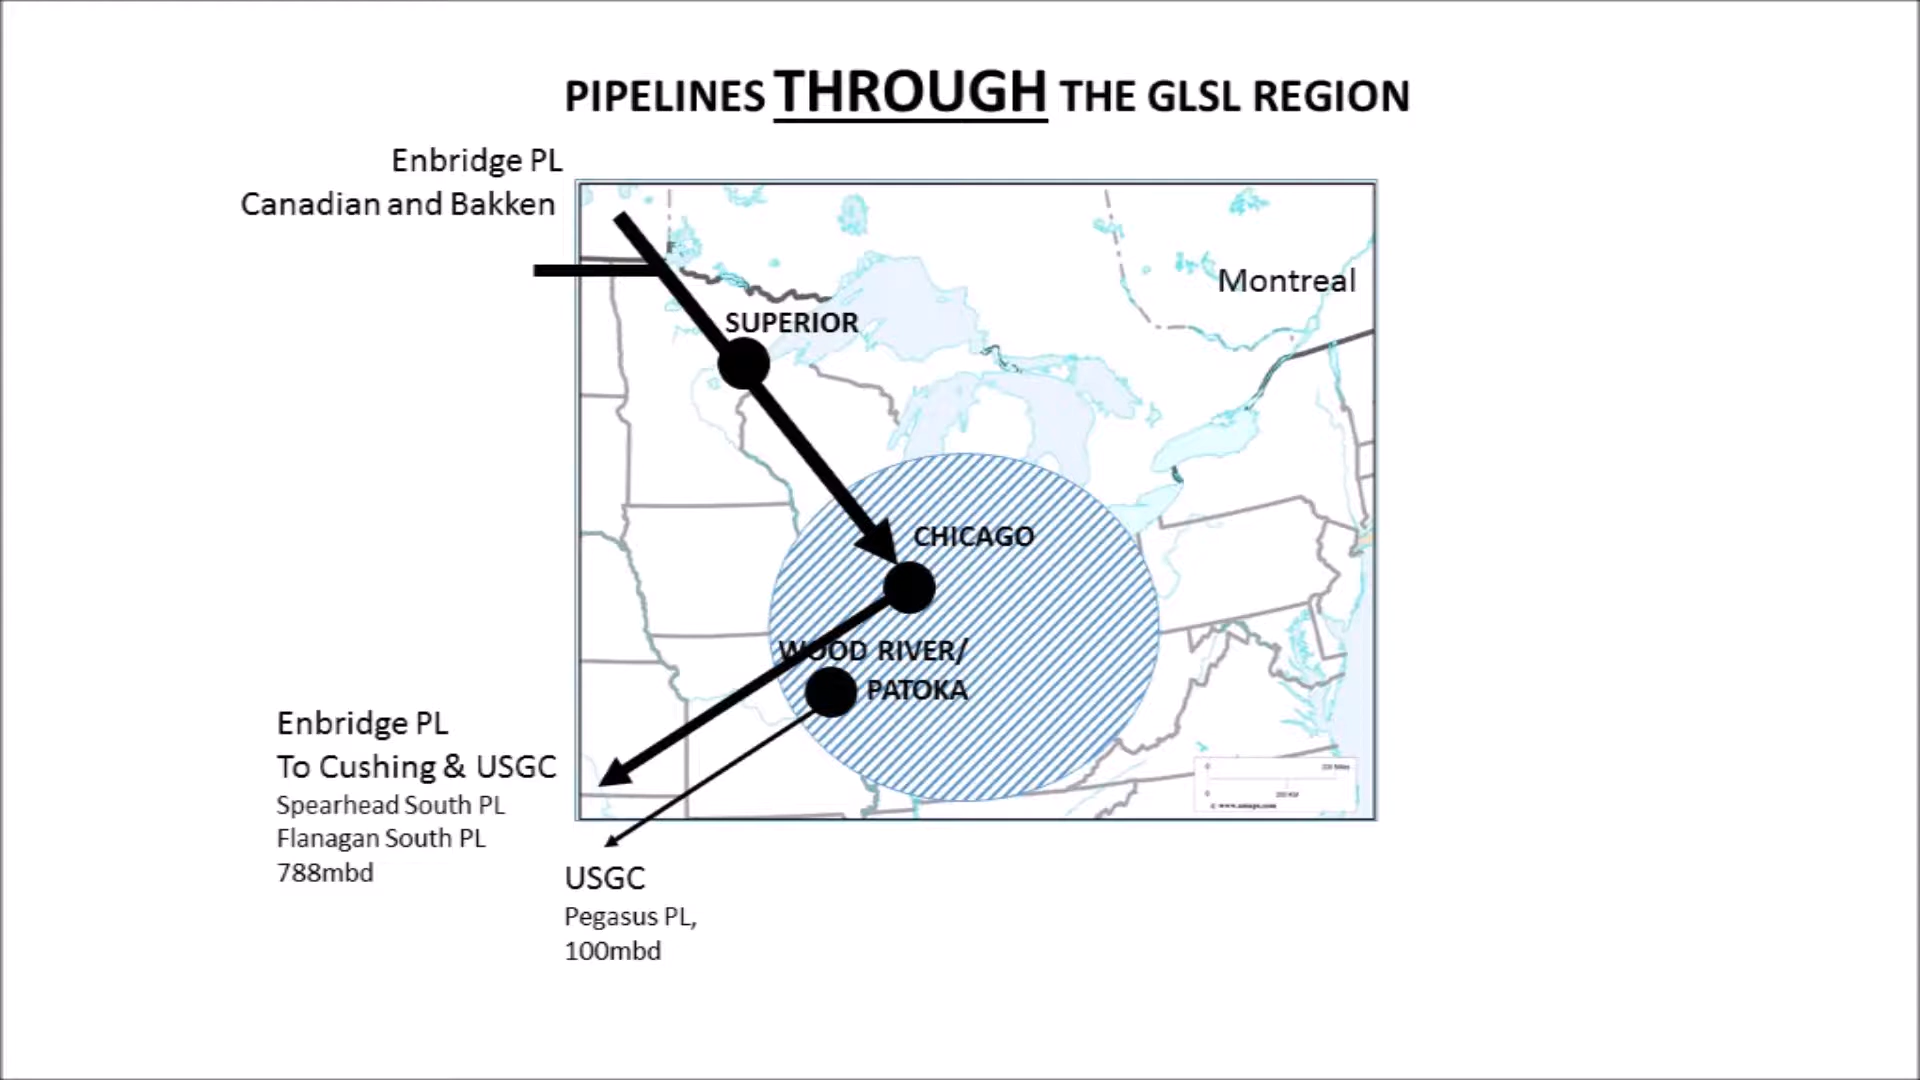 PIPELINES THROUGH THE GLSL REGION
Enbridge PL
Canadian and Bakken
Montreal
SUPERIOR
CHICAGO
WOOD RIVER/
PATOKA
Enbridge PL
To Cushing & USGC
Spearhead South PL
Flanagan South PL
788mbd
USGC
Pegasus PL,
100mbd